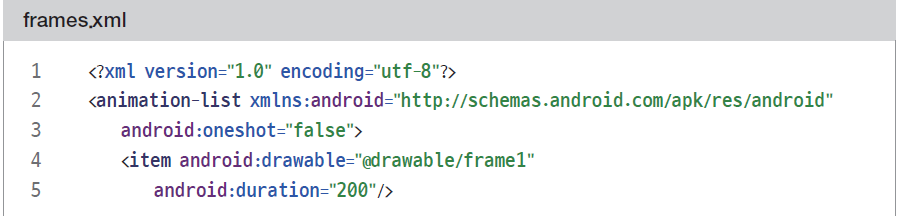 frames.xml
1 <?xml version="1.0" encoding="utf-8"?>
2 <animation-list xmlns:android="http://schemas.android.com/apk/res/android"
3 android:oneshot="false">
4 <item android:drawable="@drawable/frame1"
5 android:duration="200"/>